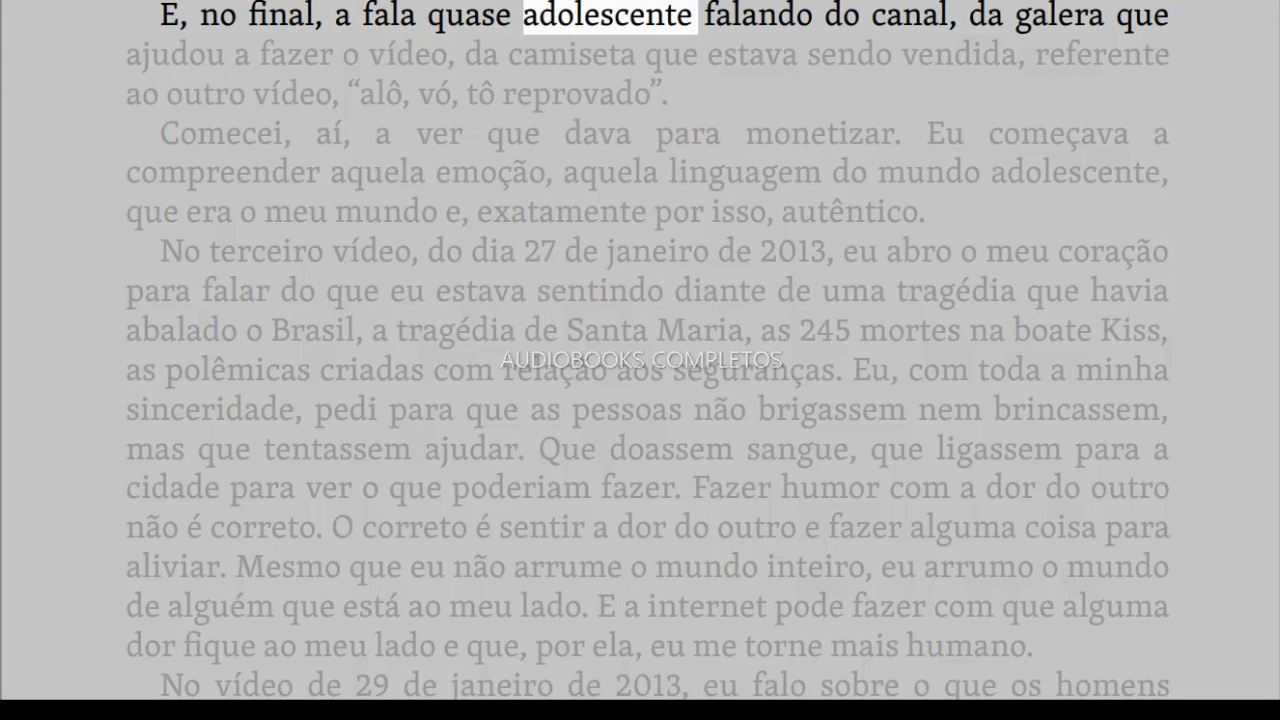 E, no final, a fala quase adolescente falando do canal, da galera que
ajudou a fazer o vídeo, da camiseta que estava sendo vendida, referente
ao outro vídeo, “alô, vó, tô reprovado”.
Comecei, aí, a ver que dava para monetizar. Eu começava a
compreender aquela emoção, aquela linguagem do mundo adolescente,
que era o meu mundo e, exatamente por isso, autêntico.
No terceiro vídeo, do dia 27 de janeiro de 2013, eu abro o meu coração
para falar do que eu estava sentindo diante de uma tragédia que havia
abalado o Brasil, a tragédia de Santa Maria, as 245 mortes na boate Kiss,
AUDIOBOOKS COMPLETOS
as polêmicas criadas com relação aos seguranças. Eu, com toda a minha
sinceridade, pedi para que as pessoas não brigassem nem brincassem,
mas que tentassem ajudar. Que doassem sangue, que ligassem para a
cidade para ver o que poderiam fazer. Fazer humor com a dor do outro
não é correto. O correto é sentir a dor do outro e fazer alguma coisa para
aliviar. Mesmo que eu não arrume o mundo inteiro, eu arrumo o mundo
de alguém que está ao meu lado. E a internet pode fazer com que alguma
dor fique ao meu lado e que, por ela, eu me torne mais humano.
No vídeo de 29 de janeiro de 2013, eu falo sobre o que os homens